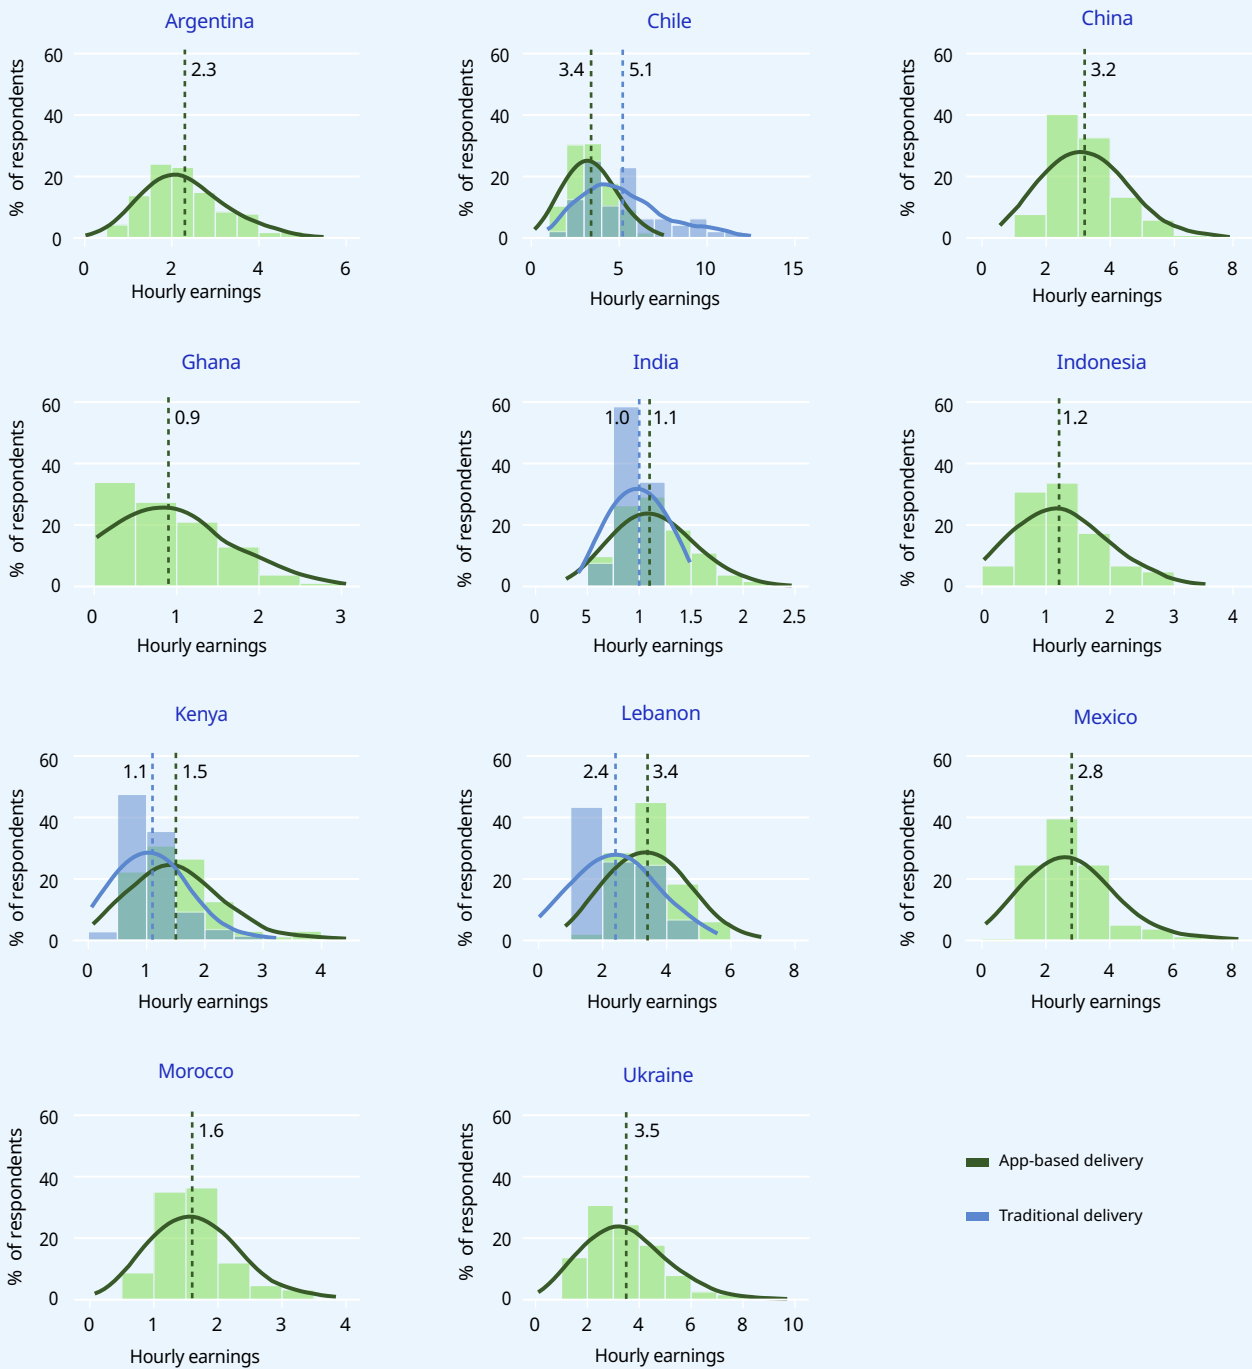 Argentina
60
40
20
0
% of respondents
2.3
0 2 4 6
Hourly earnings
Chile
60
40
20
0
% of respondents
3.4 5.1
0 5 10 15
Hourly earnings
China
60
40
20
0
% of respondents
3.2
0 2 4 6 8
Hourly earnings
Ghana
60
40
20
0
% of respondents
0.9
0 1 2 3
Hourly earnings
India
60
40
20
0
% of respondents
1.0 1.1
0 5 1 1.5 2 2.5
Hourly earnings
Indonesia
60
40
20
0
% of respondents
1.2
0 1 2 3 4
Hourly earnings
Kenya
60
40
20
0
% of respondents
1.1 1.5
0 1 2 3 4
Hourly earnings
Lebanon
60
40
20
0
% of respondents
2.4 3.4
0 2 4 6 8
Hourly earnings
Mexico
60
40
20
0
% of respondents
2.8
0 2 4 6 8
Hourly earnings
Morocco
60
40
20
0
% of respondents
1.6
0 1 2 3 4
Hourly earnings
Ukraine
60
40
20
0
% of respondents
3.5
0 2 4 6 8 10
Hourly earnings
App-based delivery
Traditional delivery